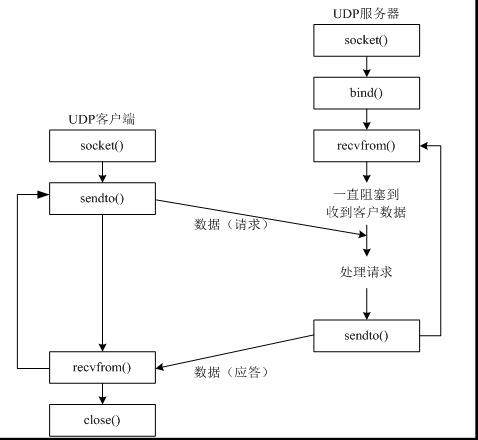 UDP服务器
socket()
bind()
recvfrom()
一直阻塞到
收到客户数据
处理请求
sendto()
UDP客户端
socket()
sendto()
数据（请求）
数据（应答）
recvfrom()
close()